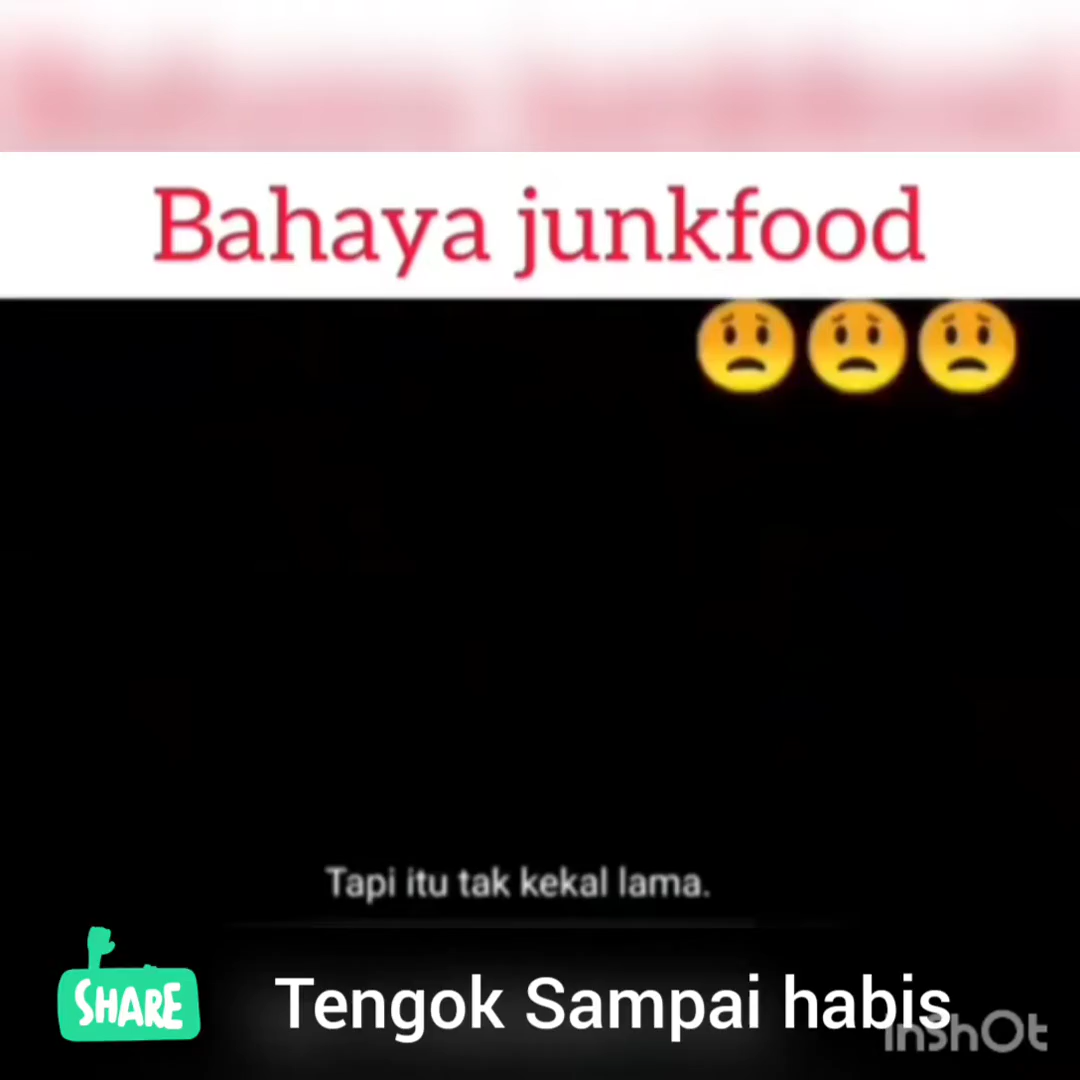 Bahaya junkfood
Tapi itu tak kekal lama.
SHARE
Tengok Sampai habis
InShOt